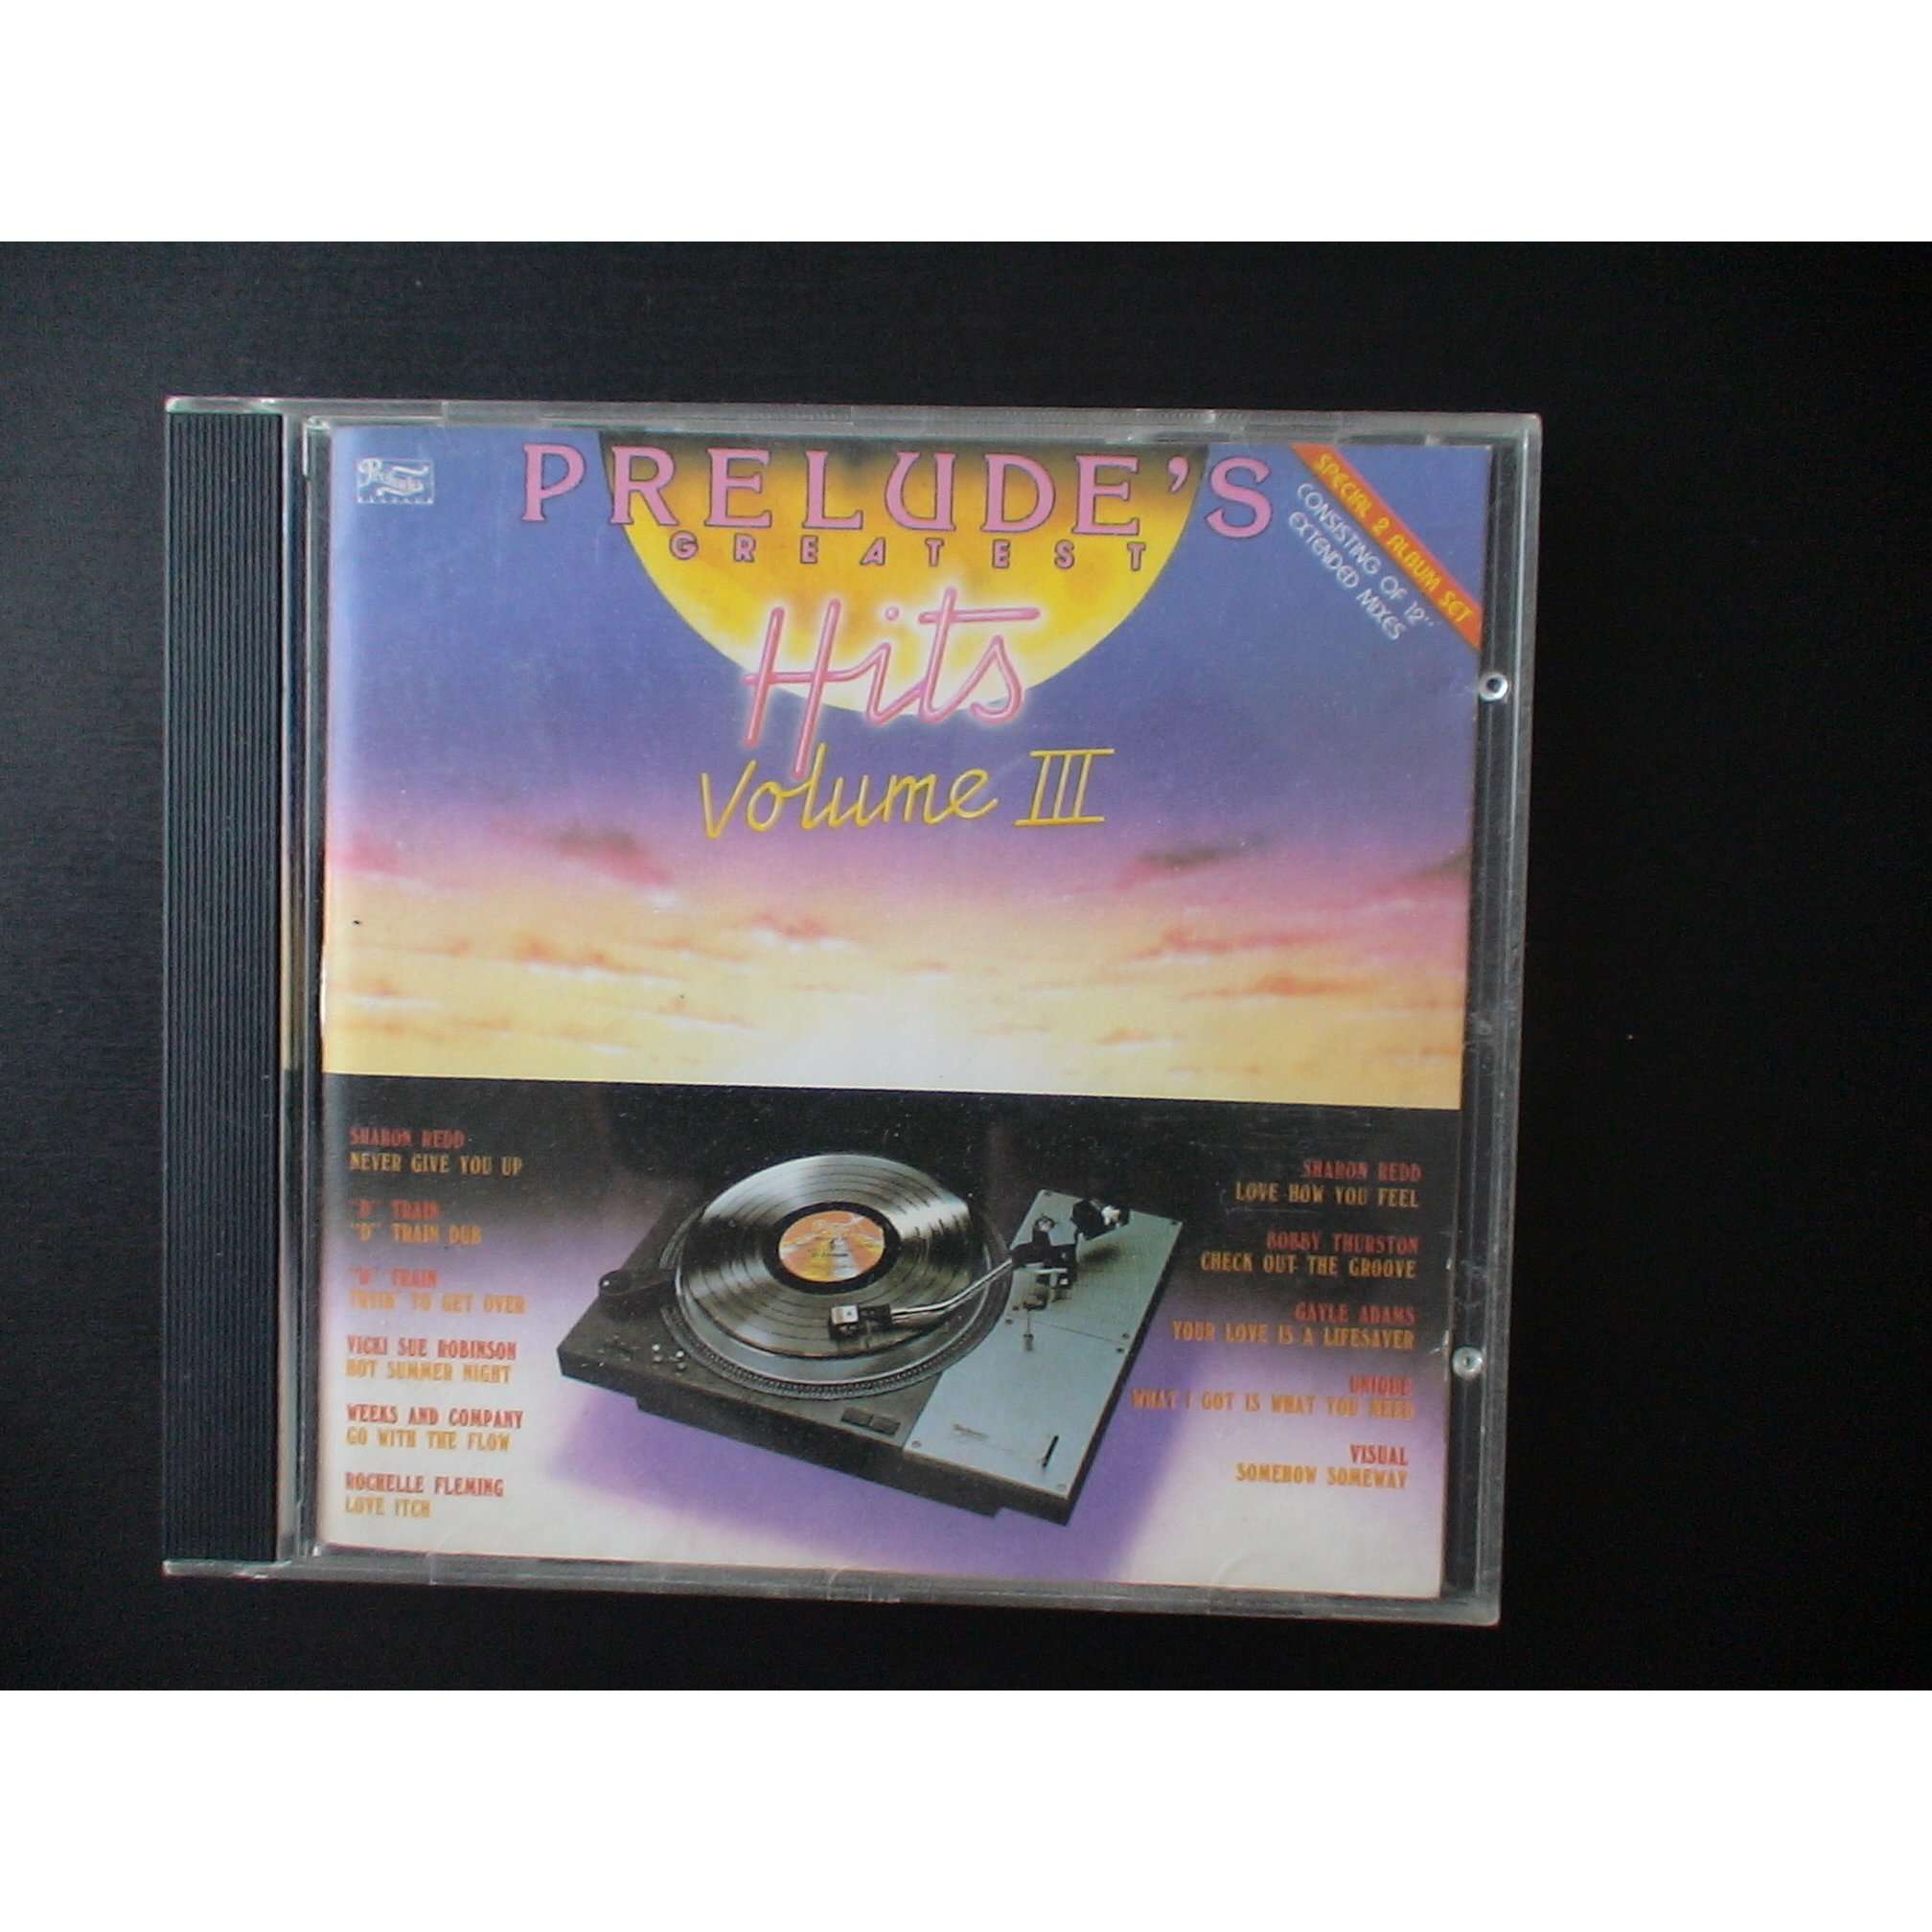 Prelude
RECORDS
PRELUDE'S
GREATEST
Hits
Volume III
SPECIAL 2 ALBUM SET
CONSISTING OF 12"
EXTENDED MIXES
SHARON REDD
NEVER GIVE YOU UP
"D" TRAIN
"D" TRAIN DUB
"D" TRAIN
TRYIN' TO GET OVER
VICKI SUE ROBINSON
HOT SUMMER NIGHT
WEEKS AND COMPANY
GO WITH THE FLOW
ROCHELLE FLEMING
LOVE ITCH
SHARON REDD
LOVE HOW YOU FEEL
BOBBY THURSTON
CHECK OUT THE GROOVE
GAYLE ADAMS
YOUR LOVE IS A LIFESAVER
UNIQUE
WHAT I GOT IS WHAT YOU NEED
VISUAL
SOMEHOW SOMEWAY